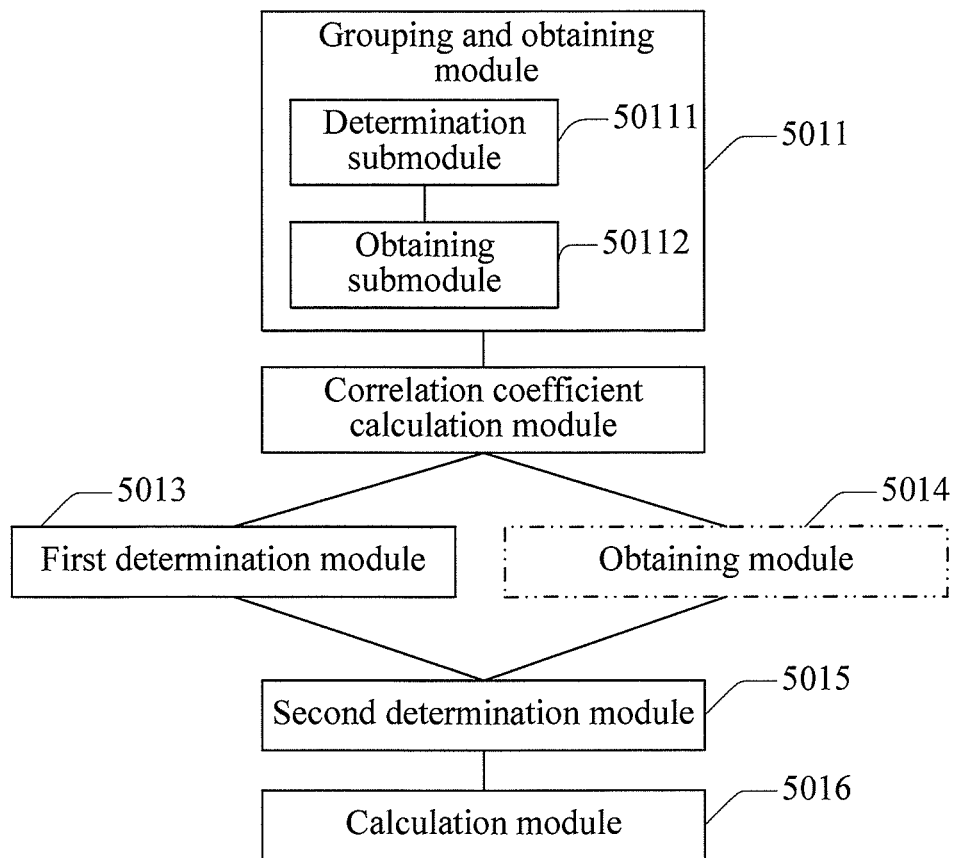 Grouping and obtaining
module
Determination
submodule
50111
5011
Obtaining
submodule
50112
Correlation coefficient
calculation module
5013
5014
First determination module
Obtaining module
5015
Second determination module
5016
Calculation module